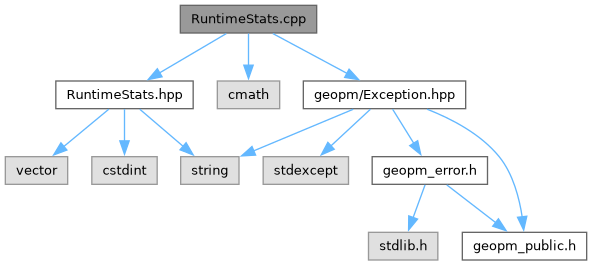 RuntimeStats.cpp
RuntimeStats.hpp
cmath
geopm/Exception.hpp
vector
cstdint
string
stdexcept
geopm_error.h
stdlib.h
geopm_public.h